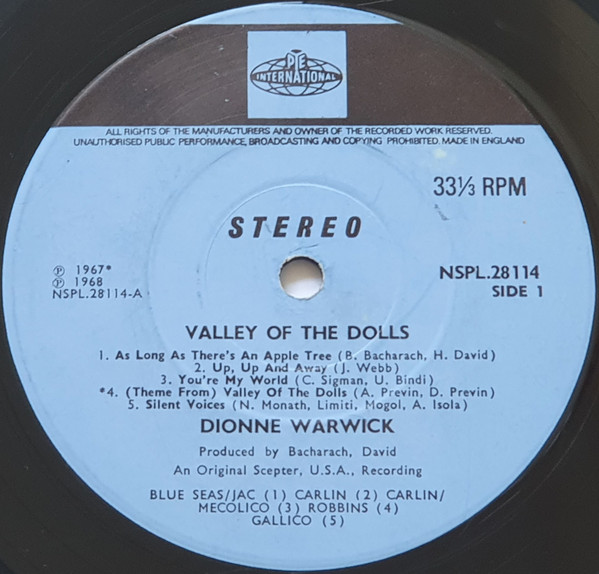 PYE
INTERNATIONAL
ALL RIGHTS OF THE MANUFACTURERS AND OWNER OF THE RECORDED WORK RESERVED.
UNAUTHORISED PUBLIC PERFORMANCE, BROADCASTING AND COPYING PROHIBITED. MADE IN ENGLAND
33⅓ RPM
STEREO
℗ 1967*
℗ 1968
NSPL.28114-A
NSPL.28114
SIDE 1
VALLEY OF THE DOLLS
1. As Long As There's An Apple Tree (B. Bacharach, H. David)
2. Up, Up And Away (J. Webb)
3. You're My World (C. Sigman, U. Bindi)
*4. (Theme From) Valley Of The Dolls (A. Previn, D. Previn)
5. Silent Voices (N. Monath, Limiti, Mogol, A. Isola)
DIONNE WARWICK
Produced by Bacharach, David
An Original Scepter, U.S.A., Recording
BLUE SEAS/JAC (1) CARLIN (2) CARLIN/
MECOLICO (3) ROBBINS (4)
GALLICO (5)